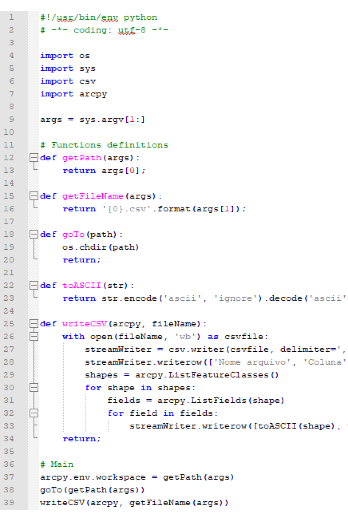 1 #!/usr/bin/env python
2 # -*- coding: utf-8 -*-
3
4 import os
5 import sys
6 import csv
7 import arcpy
8
9 args = sys.argv[1:]
10
11 # Functions definitions
12 def getPath(args):
13     return args[0];
14
15 def getFileName(args):
16     return '{0}.csv'.format(args[1]);
17
18 def goTo(path):
19     os.chdir(path)
20     return;
21
22 def toASCII(str):
23     return str.encode('ascii', 'ignore').decode('ascii'
24
25 def writeCSV(arcpy, fileName):
26     with open(fileName, 'wb') as csvfile:
27         streamWriter = csv.writer(csvfile, delimiter=',
28         streamWriter.writerow(['Nome arquivo', 'Coluna'
29         shapes = arcpy.ListFeatureClasses()
30         for shape in shapes:
31             fields = arcpy.ListFields(shape)
32             for field in fields:
33                 streamWriter.writerow([toASCII(shape),
34     return;
35
36 # Main
37 arcpy.env.workspace = getPath(args)
38 goTo(getPath(args))
39 writeCSV(arcpy, getFileName(args))